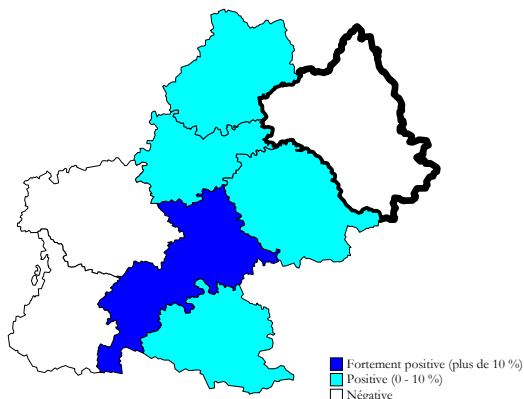 Fortement positive (plus de 10 %)
Positive (0 - 10 %)
Négative